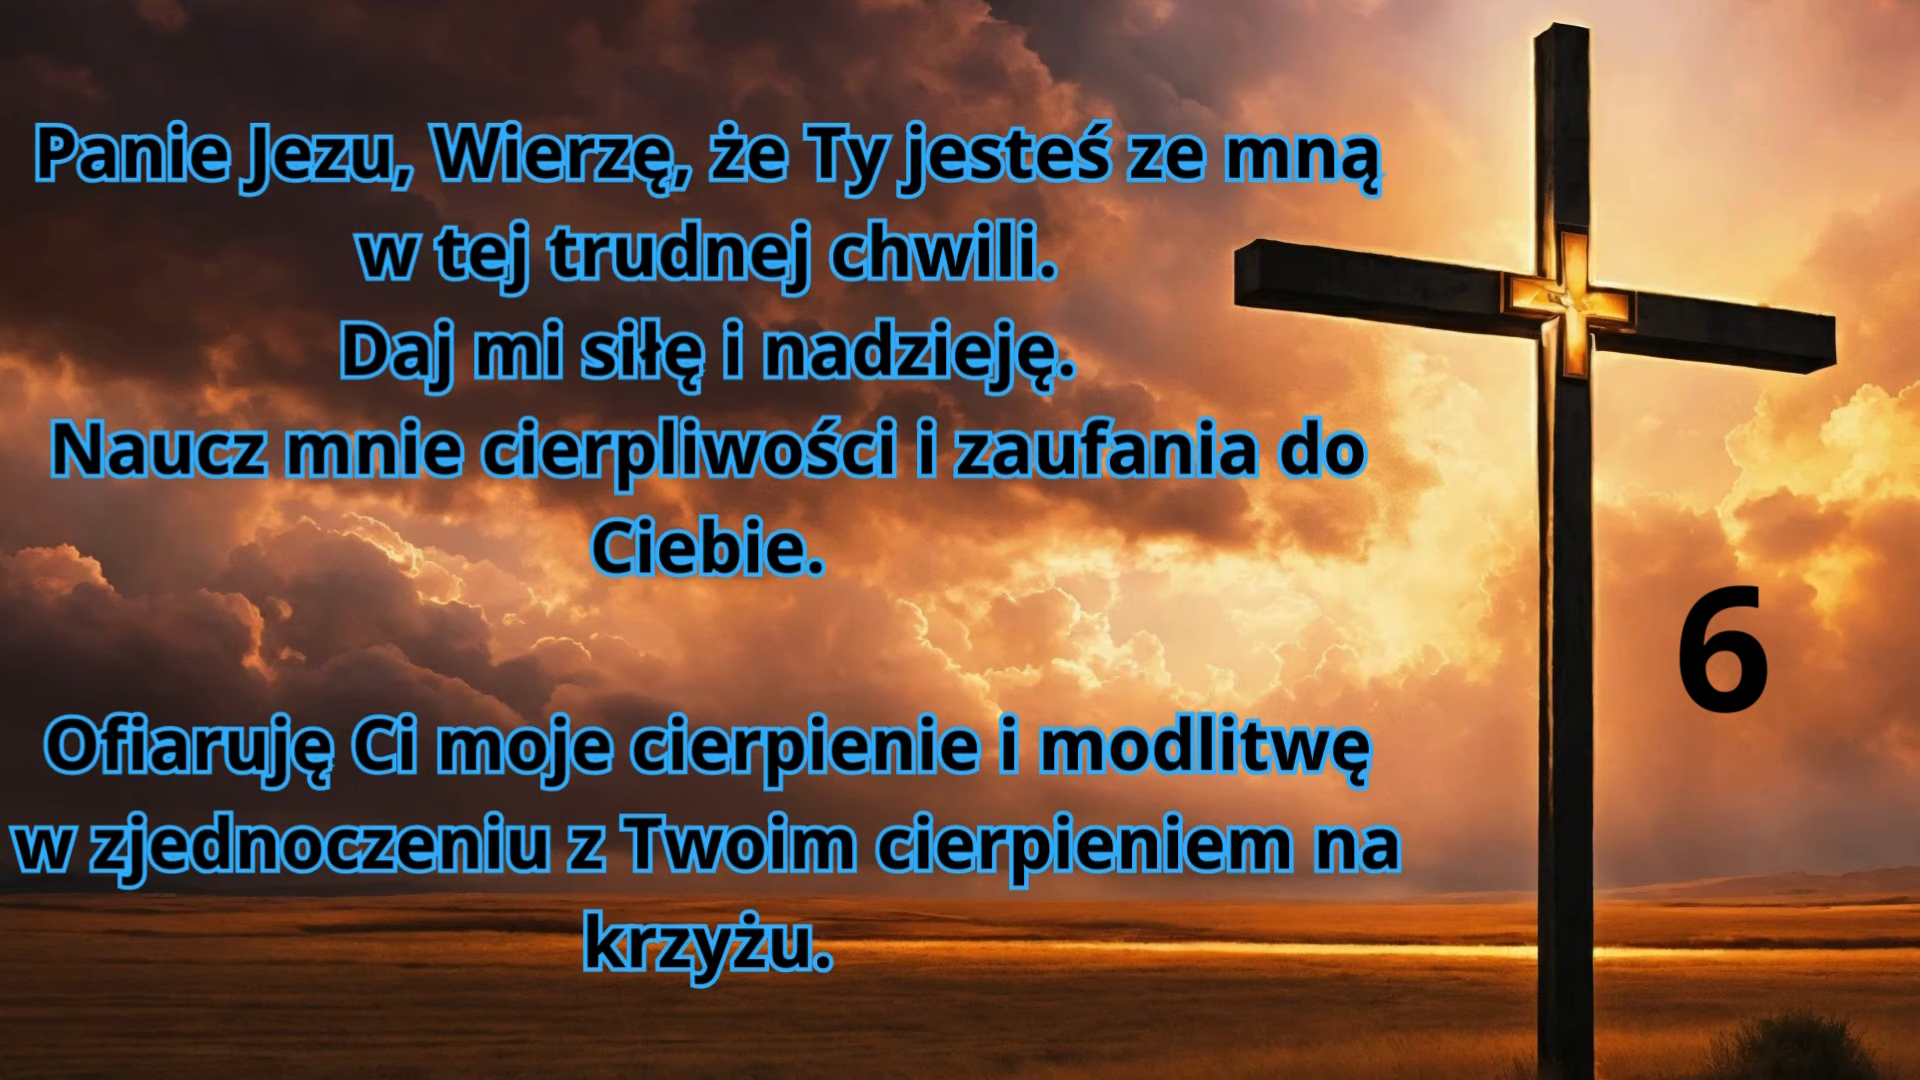 Panie Jezu, Wierzę, że Ty jesteś ze mną
w tej trudnej chwili.
Daj mi siłę i nadzieję.
Naucz mnie cierpliwości i zaufania do
Ciebie.
Ofiaruję Ci moje cierpienie i modlitwę
w zjednoczeniu z Twoim cierpieniem na
krzyżu.
6